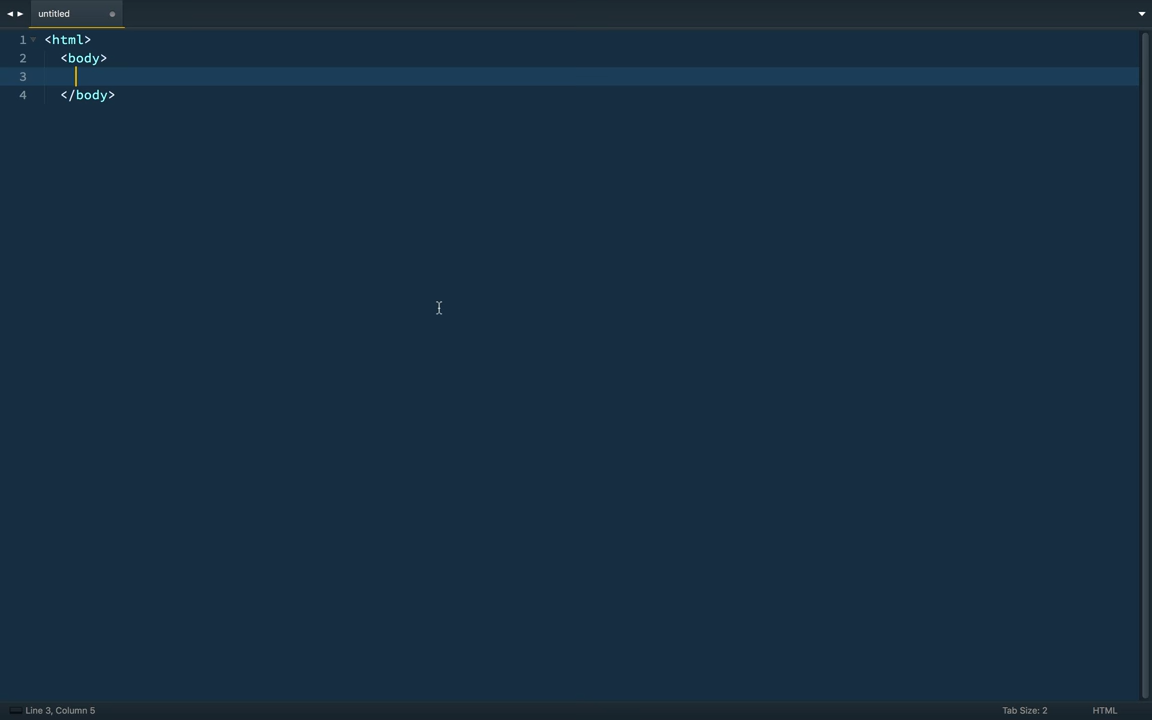 untitled
1 <html>
2 <body>
3
4 </body>
Line 3, Column 5
Tab Size: 2
HTML